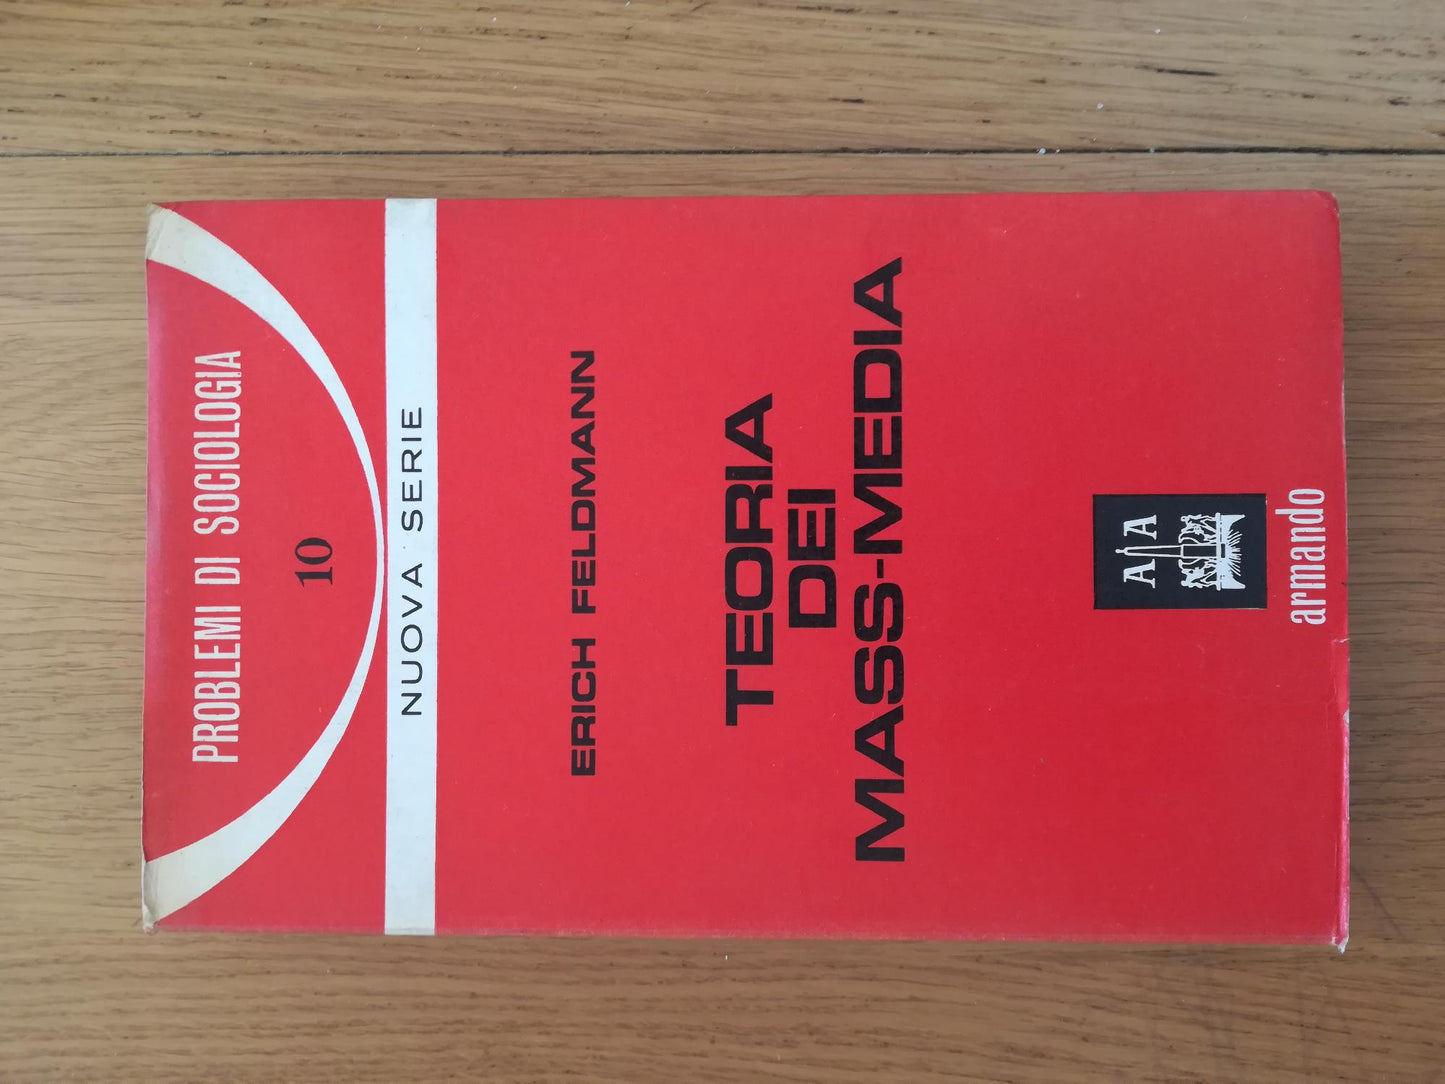 PROBLEMI DI SOCIOLOGIA
10
NUOVA SERIE
ERICH FELDMANN
TEORIA
DEI
MASS-MEDIA
A A
armando